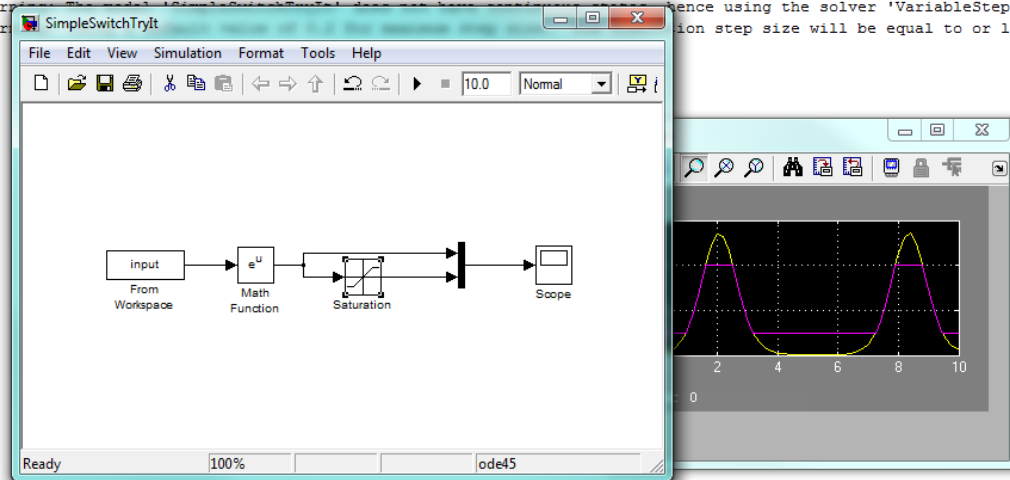 SimpleSwitchTryIt
hence using the solver 'VariableStep
tion step size will be equal to or l
File Edit View Simulation Format Tools Help
10.0 Normal
input
From
Workspace
e^u
Math
Function
Saturation
Scope
2 4 6 8 10
: 0
Ready 100% ode45